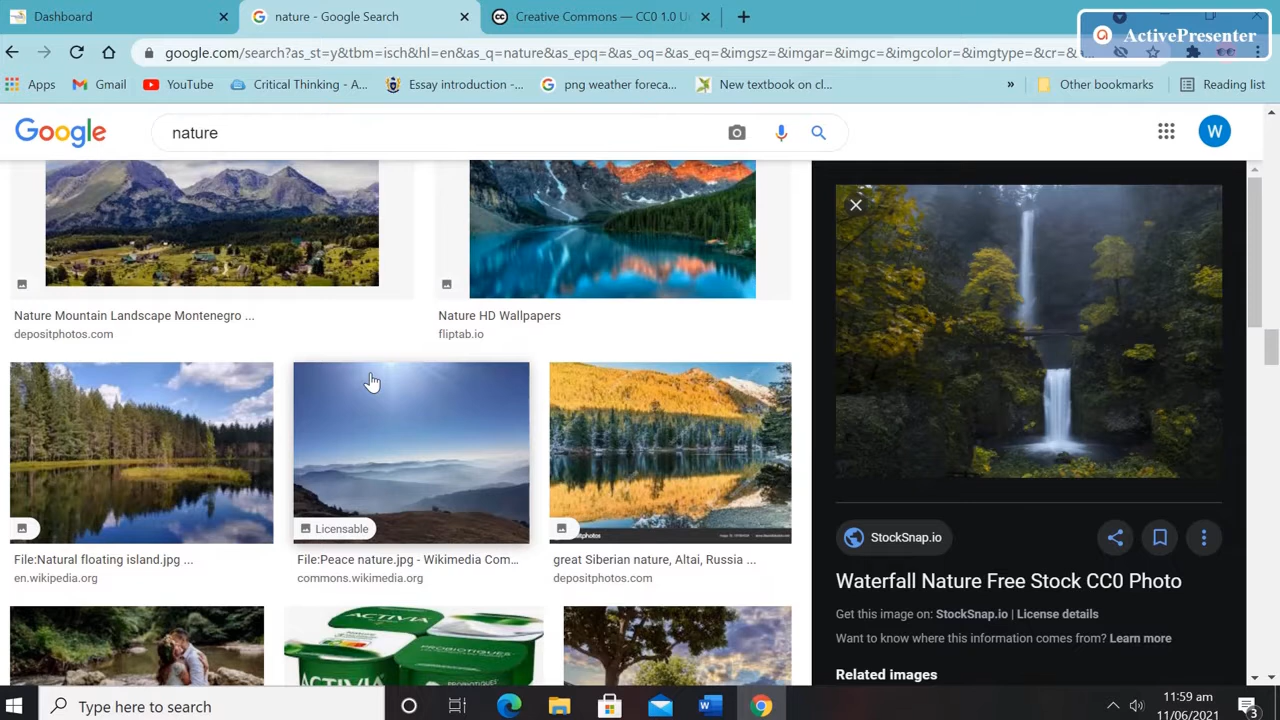 Dashboard
nature - Google Search
Creative Commons — CC0 1.0 U
ActivePresenter
google.com/search?as_st=y&tbm=isch&hl=en&as_q=nature&as_epq=&as_oq=&as_eq=&imgsz=&imgar=&imgc=&imgcolor=&imgtype=&cr=&a...
Apps
Gmail
YouTube
Critical Thinking - A...
Essay introduction -...
png weather foreca...
New textbook on cl...
»
Other bookmarks
Reading list
Google
nature
W
Nature Mountain Landscape Montenegro ...
depositphotos.com
Nature HD Wallpapers
fliptab.io
Licensable
File:Natural floating island.jpg ...
en.wikipedia.org
File:Peace nature.jpg - Wikimedia Com...
commons.wikimedia.org
great Siberian nature, Altai, Russia ...
depositphotos.com
ACTIVIA
PROBIOTIQUES
StockSnap.io
Waterfall Nature Free Stock CC0 Photo
Get this image on: StockSnap.io | License details
Want to know where this information comes from? Learn more
Related images
Type here to search
11:59 am
11/06/2021
3